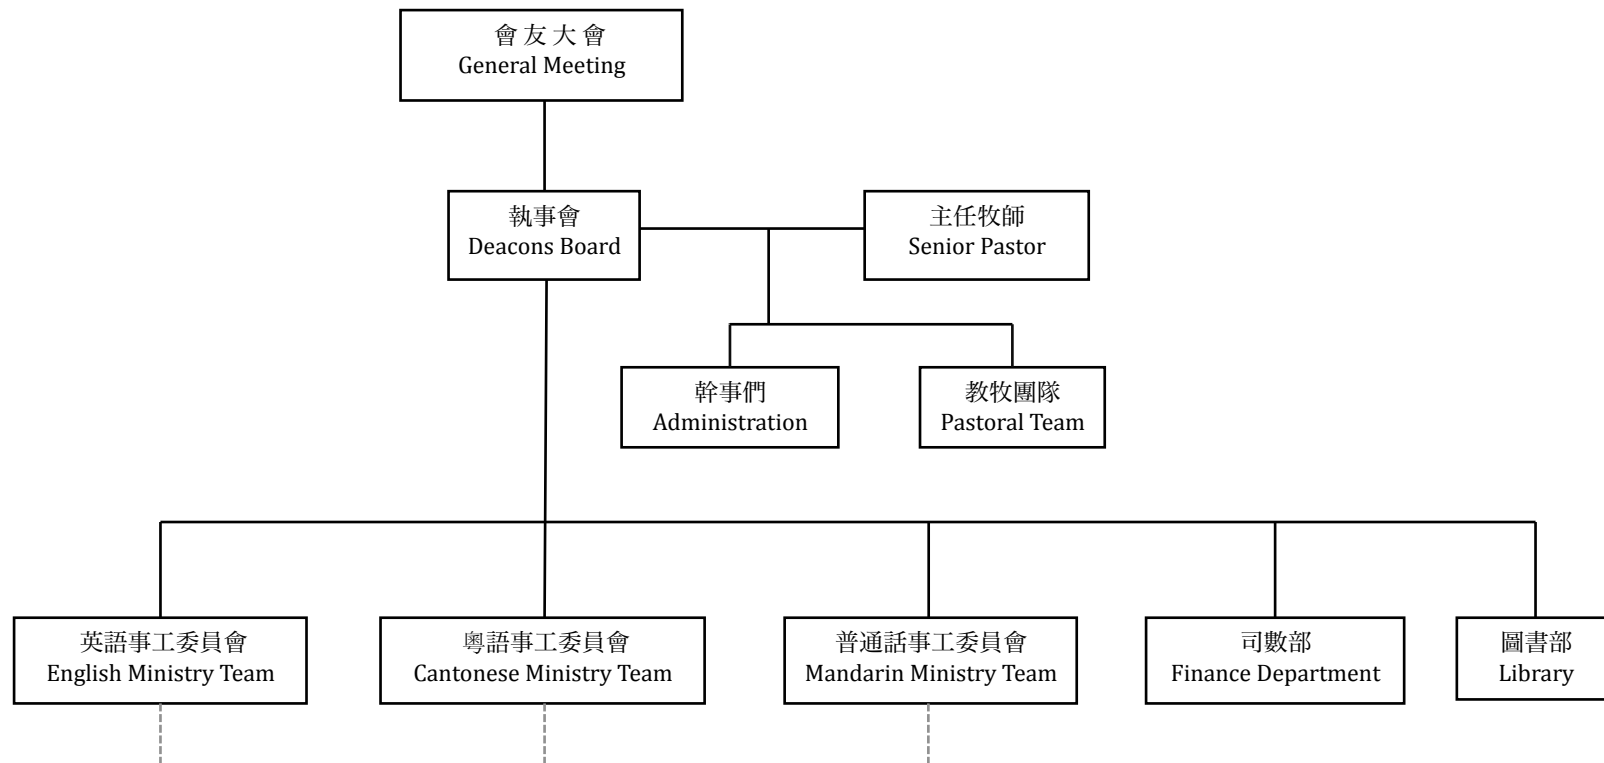 會友大會
General Meeting
執事會
Deacons Board
主任牧師
Senior Pastor
幹事們
Administration
教牧團隊
Pastoral Team
英語事工委員會
English Ministry Team
粵語事工委員會
Cantonese Ministry Team
普通話事工委員會
Mandarin Ministry Team
司數部
Finance Department
圖書部
Library